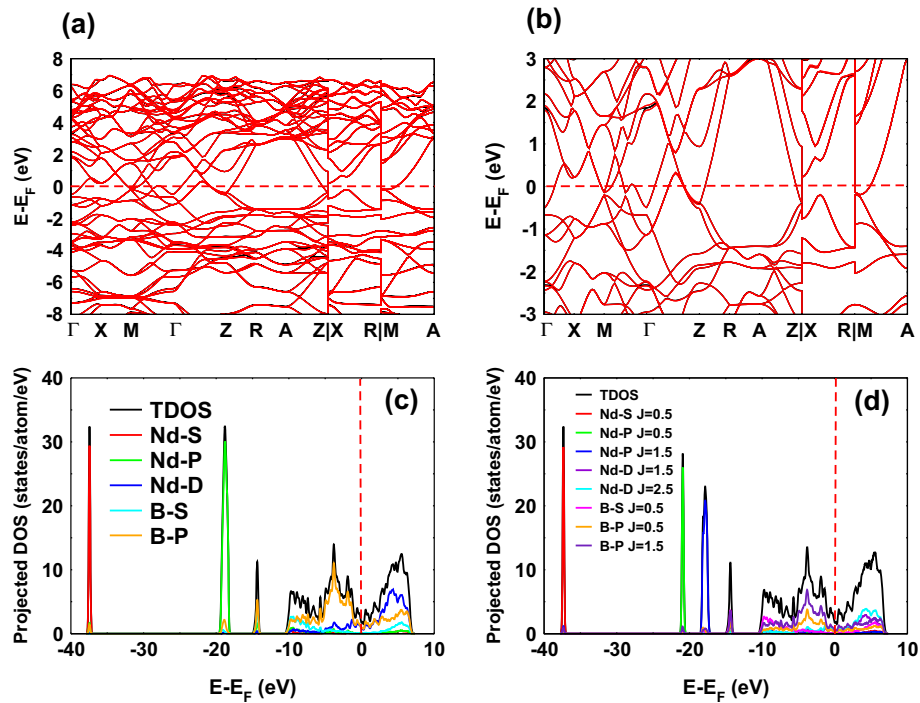 (a)
(b)
8
6
4
2
0
-2
-4
-6
-8
E-E_F (eV)
Γ X M Γ Z R A Z|X R|M A
3
2
1
0
-1
-2
-3
E-E_F (eV)
Γ X M Γ Z R A Z|X R|M A
(c)
40
30
20
10
0
Projected DOS (states/atom/eV)
TDOS
Nd-S
Nd-P
Nd-D
B-S
B-P
-40 -30 -20 -10 0 10
E-E_F (eV)
(d)
40
30
20
10
0
Projected DOS (states/atom/eV)
TDOS
Nd-S J=0.5
Nd-P J=0.5
Nd-P J=1.5
Nd-D J=1.5
Nd-D J=2.5
B-S J=0.5
B-P J=0.5
B-P J=1.5
-40 -30 -20 -10 0 10
E-E_F (eV)